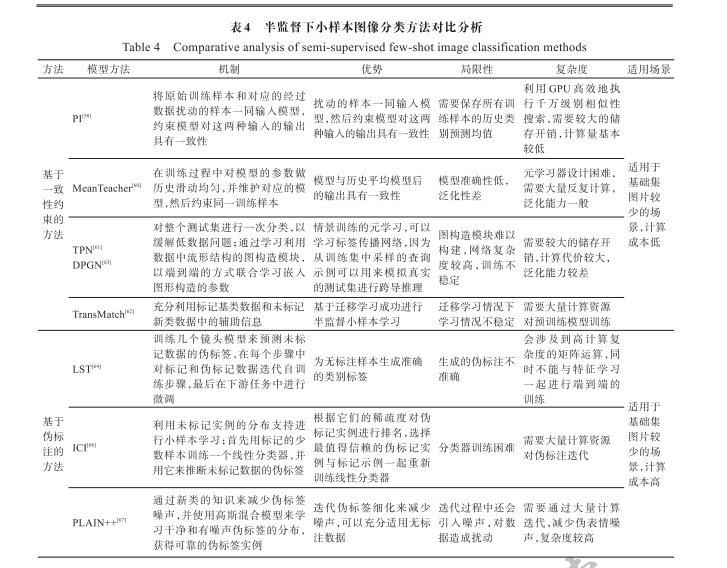 表4 半监督下小样本图像分类方法对比分析
Table 4 Comparative analysis of semi-supervised few-shot image classification methods
方法 模型方法 机制 优势 局限性 复杂度 适用场景
基于
一致
性约
束的
方法
PI[59]
将原始训练样本和对应的经过
数据扰动的样本一同输入模型,
约束模型对这两种输入的输出
具有一致性
扰动的样本一同输入模
型,然后约束模型对这两
种输入的输出具有一致性
需要保存所有训
练样本的历史类
别预测均值
利用 GPU 高效地执
行千万级别相似性
搜索,需要较大的储
存开销,计算量基本
较低
MeanTeacher[60]
在训练过程中对模型的参数做
历史滑动均匀,并维护对应的模
型,然后约束同一训练样本
模型与历史平均模型后
的输出具有一致性
模型准确性低,
泛化性差
元学习器设计困难,
需要大量反复计算,
泛化能力一般
TPN[61]
DPGN[63]
对整个测试集进行一次分类,以
缓解低数据问题;通过学习利用
数据中流形结构的图构造模块,
以端到端的方式联合学习嵌入
图形构造的参数
情景训练的元学习,可以
学习标签传播网络,因为
从训练集中采样的查询
示例可以用来模拟真实
的测试集进行跨导推理
图构造模块难以
构建,网络复杂
度较高,训练不
稳定
需要较大的储存开
销,计算代价较大,
泛化能力较差
TransMatch[62]
充分利用标记基类数据和未标记
新类数据中的辅助信息
基于迁移学习成功进行
半监督小样本学习
迁移学习情况下
学习情况不稳定
需要大量计算资源
对预训练模型训练
适用于
基础集
图片较
少的场
景,计算
成本低
基于
伪标
注的
方法
LST[64]
训练几个镜头模型来预测未标
记数据的伪标签,在每个步骤中
对标记和伪标记数据迭代自训
练步骤,最后在下游任务中进行
微调
为无标注样本生成准确
的类别标签
生成的伪标注不
准确
会涉及到高计算复
杂度的矩阵运算,同
时不能与特征学习
一起进行端到端的
训练
ICI[66]
利用未标记实例的分布支持进
行小样本学习;首先用标记的少
数样本训练一个线性分类器,并
用它来推断未标记数据的伪标签
根据它们的稀疏度对伪
标记实例进行排名,选择
最值得信赖的伪标记实
例与标记示例一起重新
训练线性分类器
分类器训练困难
需要大量计算资源
对伪标注迭代
PLAIN++[67]
通过新类的知识来减少伪标签
噪声,并使用高斯混合模型来学
习干净和有噪声伪标签的分布,
获得可靠的伪标签实例
迭代伪标签细化来减少
噪声,可以充分适用无标
注数据
迭代过程中还会
引入噪声,对数
据造成扰动
需要通过大量计算
迭代,减少伪表情噪
声,复杂度较高
适用于
基础集
图片较
少的场
景,计算
成本高